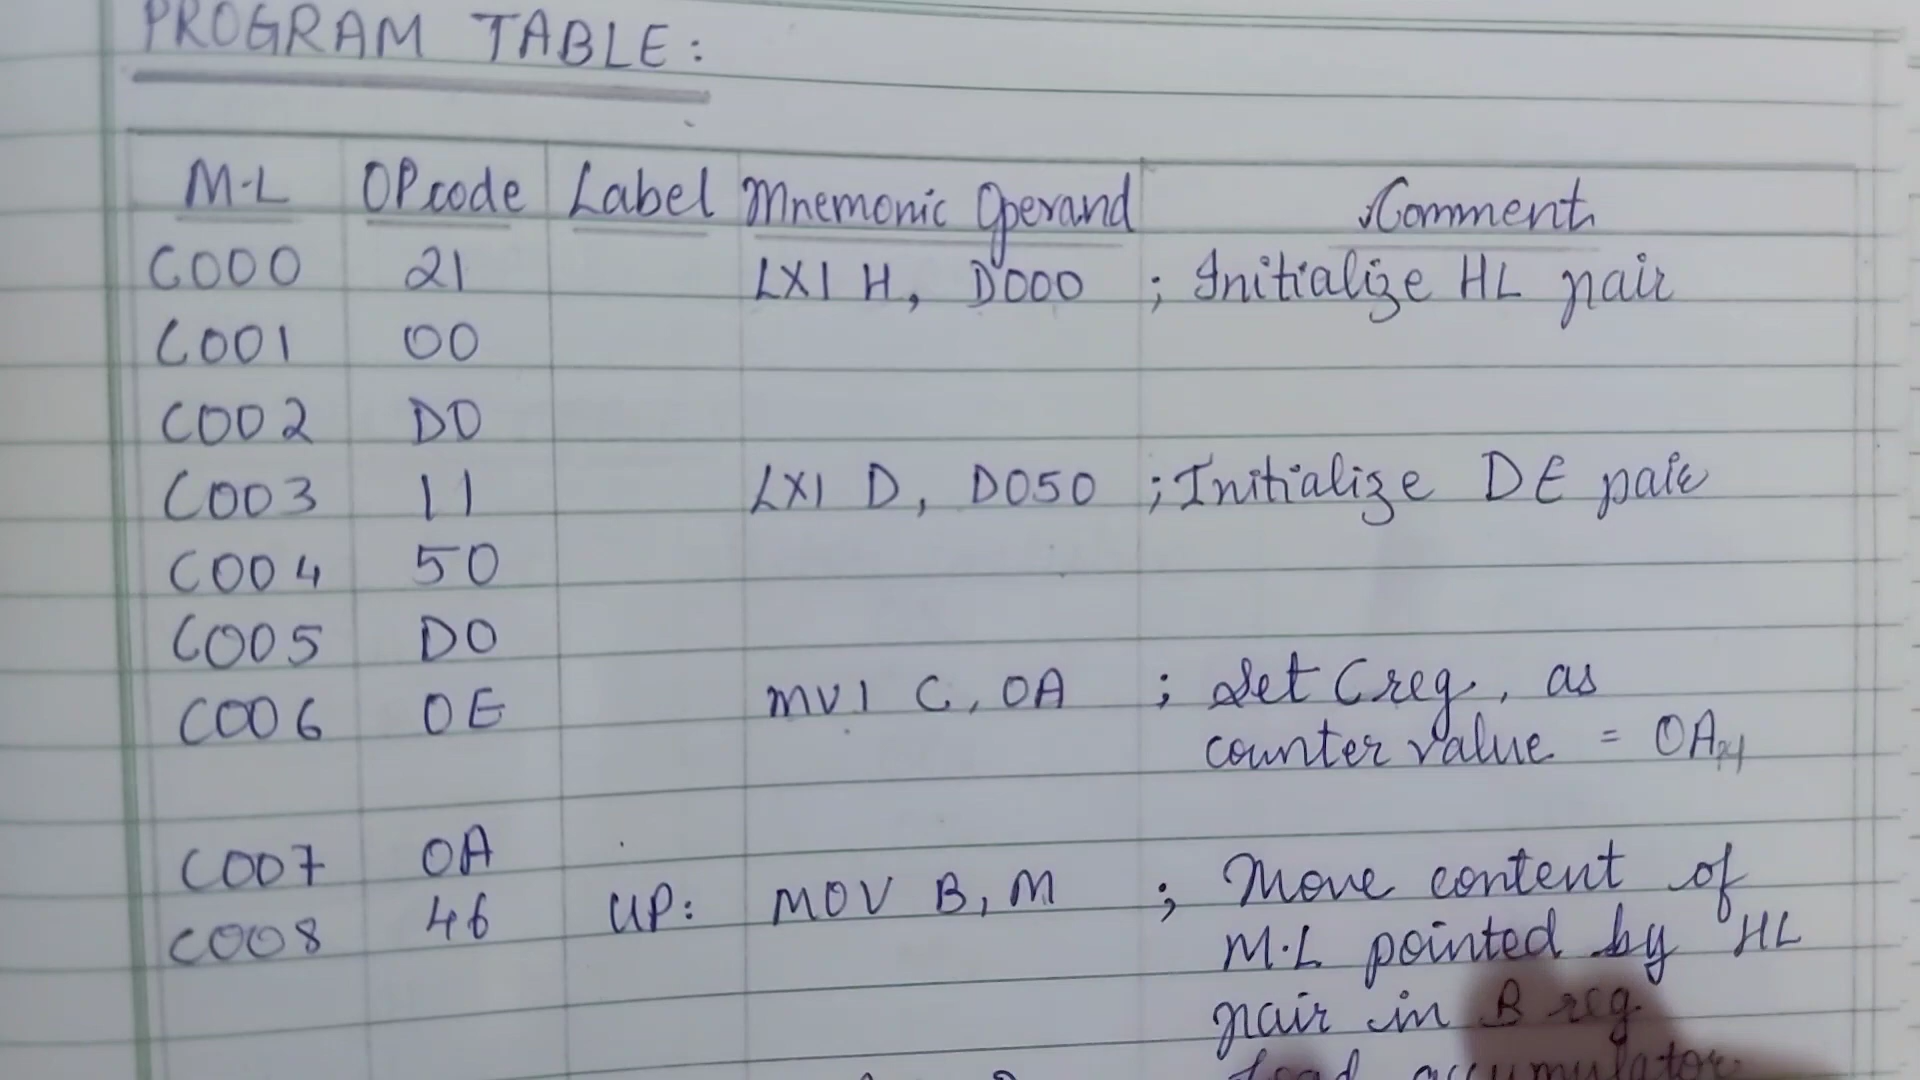 PROGRAM TABLE:
M·L OPcode Label Mnemonic Operand Comment
C000 21 LXI H, D000 ; Initialize HL pair
C001 00
C002 D0
C003 11 LXI D, D050 ; Initialize DE pair
C004 50
C005 D0
C006 0E MVI C, 0A ; Set C reg. as
counter value = 0AH
C007 0A
C008 46 UP: MOV B, M ; Move content of
M·L pointed by HL
pair in B reg.
Load accumulator